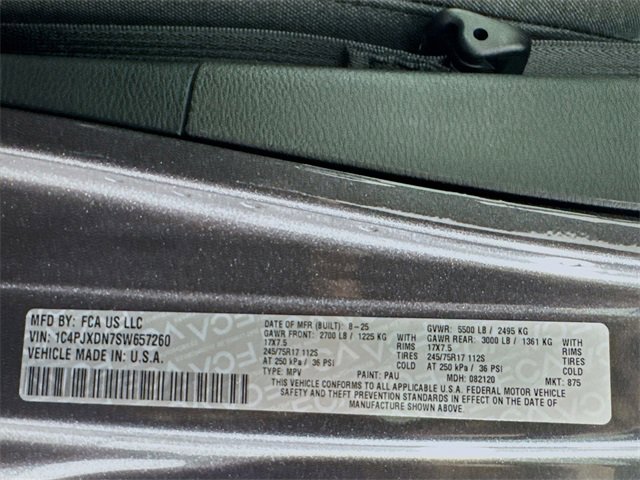 MFD BY: FCA US LLC
VIN: 1C4PJXDN7SW657260
VEHICLE MADE IN: U.S.A.
DATE OF MFR (BUILT): 8-25
GAWR FRONT: 2700 LB / 1225 KG
17X7.5 RIMS
245/75R17 112S TIRES
AT 250 kPa / 36 PSI COLD
TYPE: MPV PAINT: PAU
GVWR: 5500 LB / 2495 KG
GAWR REAR: 3000 LB / 1361 KG
17X7.5 RIMS
245/75R17 112S TIRES
AT 250 kPa / 36 PSI COLD
MDH: 082120 MKT: 875
THIS VEHICLE CONFORMS TO ALL APPLICABLE U.S.A. FEDERAL MOTOR VEHICLE
SAFETY AND THEFT PREVENTION STANDARDS IN EFFECT ON THE DATE OF
MANUFACTURE SHOWN ABOVE.